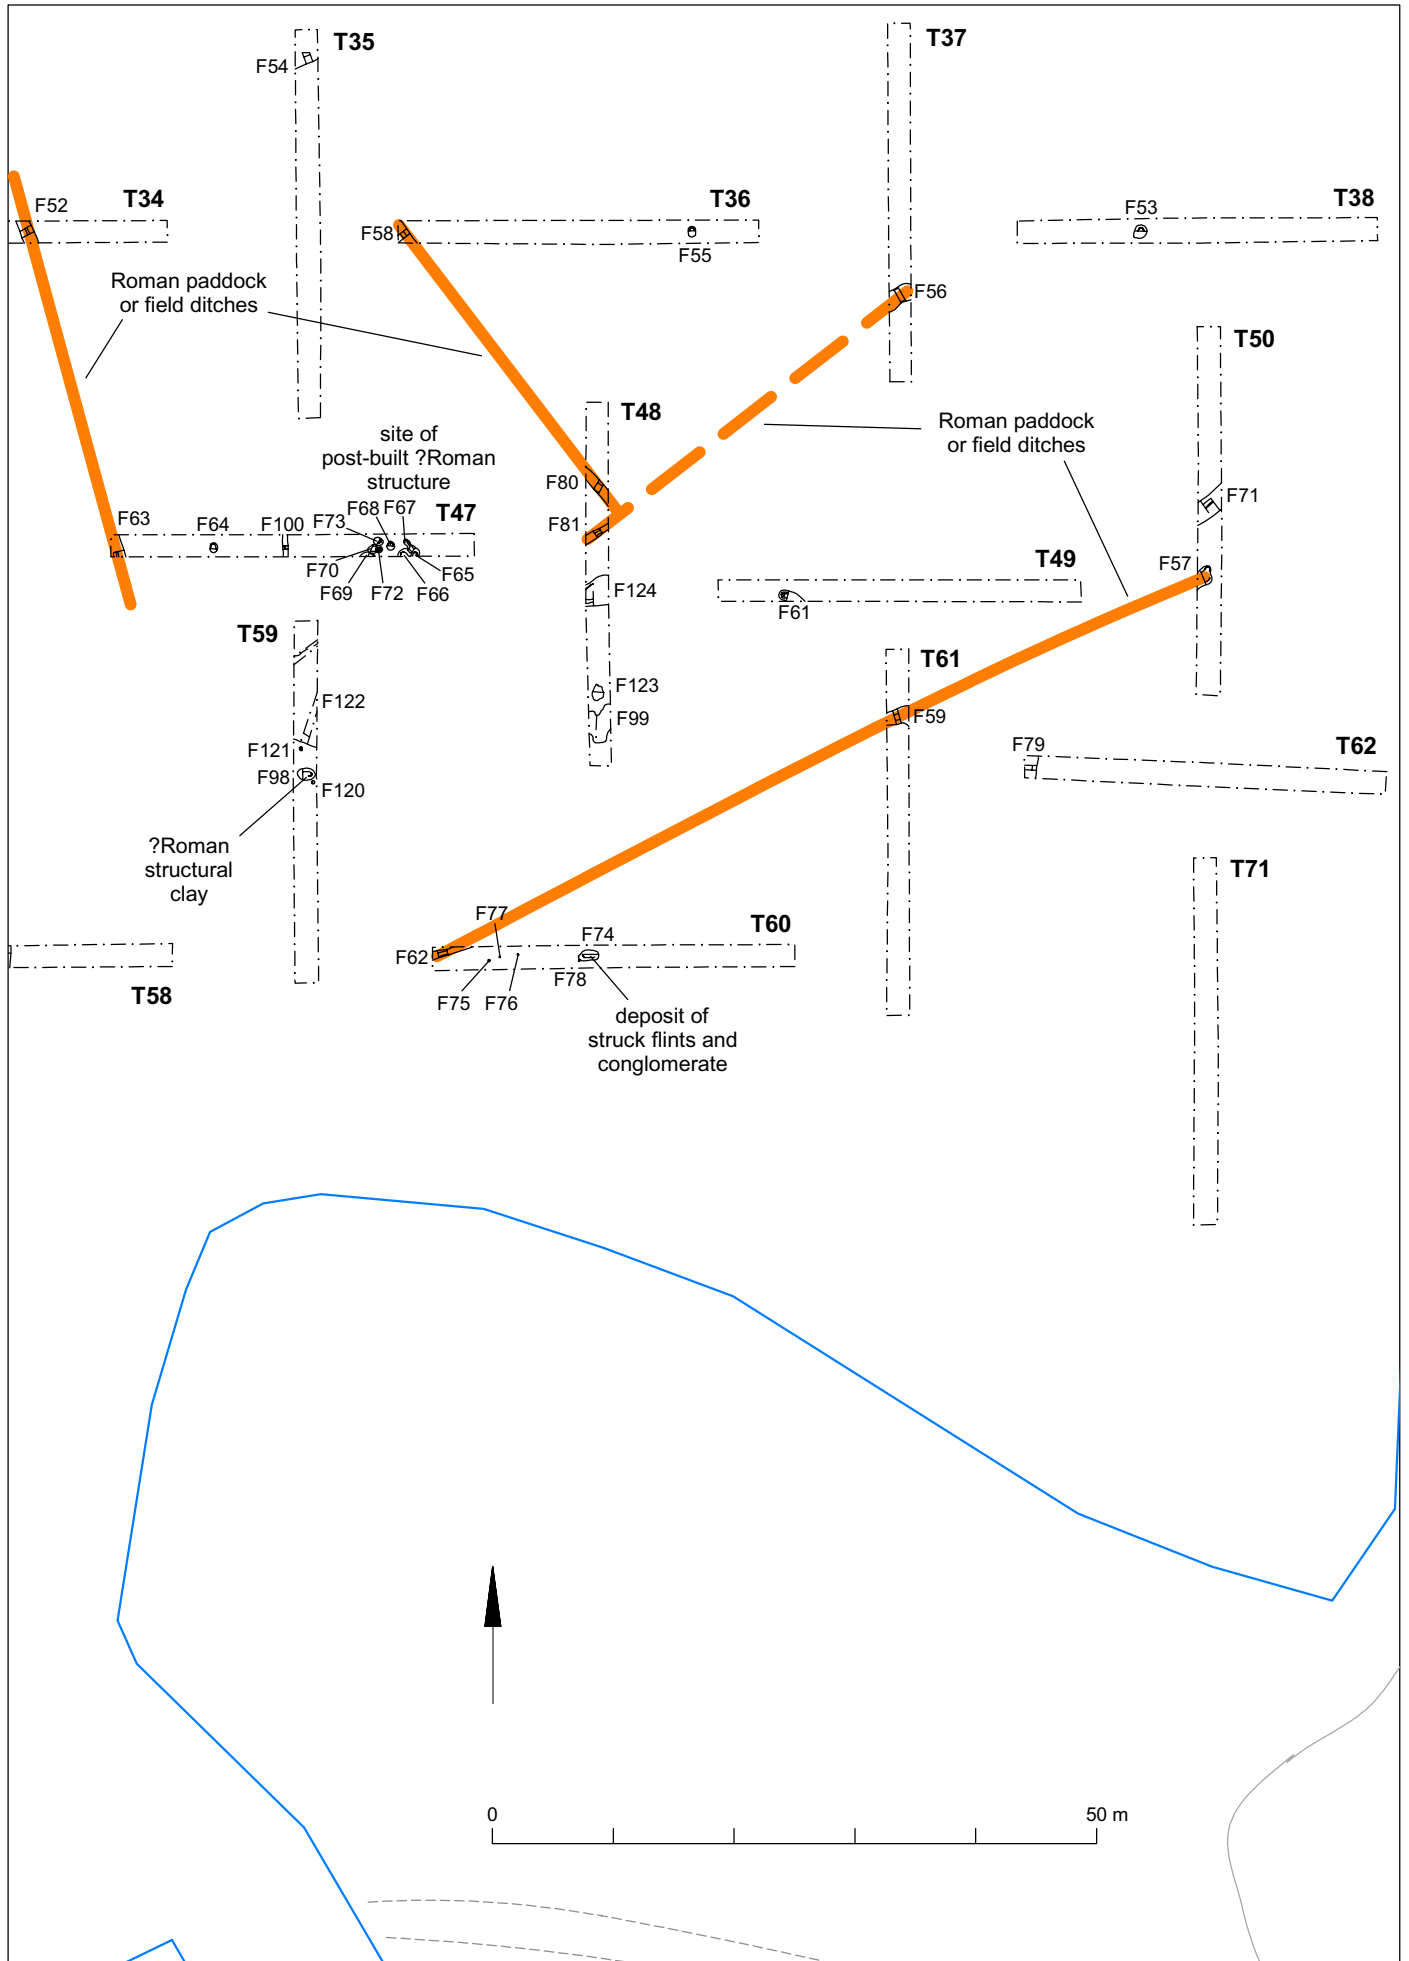 T35
T37
F54
T34
T36
T38
F52
F53
F58
F55
Roman paddock
or field ditches
F56
T50
T48
Roman paddock
or field ditches
site of
post-built ?Roman
structure
F80
F71
F63
F64
F100
F73
F68
F67
T47
F81
F70
F65
F69
F72
F66
F57
T49
F124
F61
T59
T61
F123
F122
F99
F59
F121
F79
T62
F98
F120
?Roman
structural
clay
T71
F77
F74
T60
F62
F78
T58
F75
F76
deposit of
struck flints and
conglomerate
0
50 m